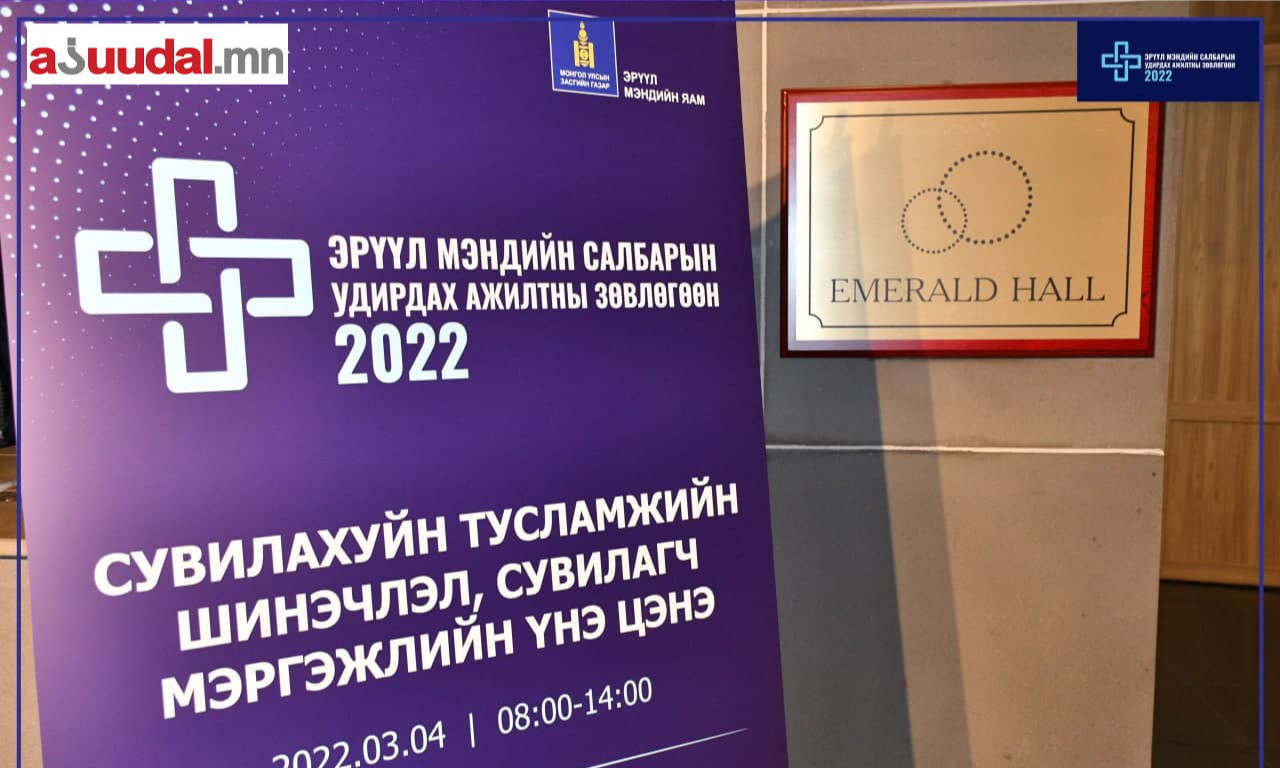 asuudal.mn
МОНГОЛ УЛСЫН
ЗАСГИЙН ГАЗАР
ЭРҮҮЛ
МЭНДИЙН ЯАМ
ЭРҮҮЛ МЭНДИЙН САЛБАРЫН
УДИРДАХ АЖИЛТНЫ ЗӨВЛӨГӨӨН
2022
СУВИЛАХУЙН ТУСЛАМЖИЙН
ШИНЭЧЛЭЛ, СУВИЛАГЧ
МЭРГЭЖЛИЙН ҮНЭ ЦЭНЭ
2022.03.04 | 08:00-14:00
ЭРҮҮЛ МЭНДИЙН САЛБАРЫН
УДИРДАХ АЖИЛТНЫ ЗӨВЛӨГӨӨН
2022
EMERALD HALL